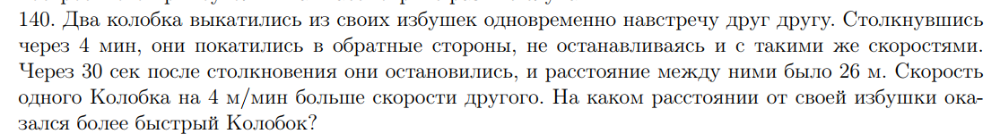 140. Два колобка выкатились из своих избушек одновременно навстречу друг другу. Столкнувшись
через 4 мин, они покатились в обратные стороны, не останавливаясь и с такими же скоростями.
Через 30 сек после столкновения они остановились, и расстояние между ними было 26 м. Скорость
одного Колобка на 4 м/мин больше скорости другого. На каком расстоянии от своей избушки ока-
зался более быстрый Колобок?